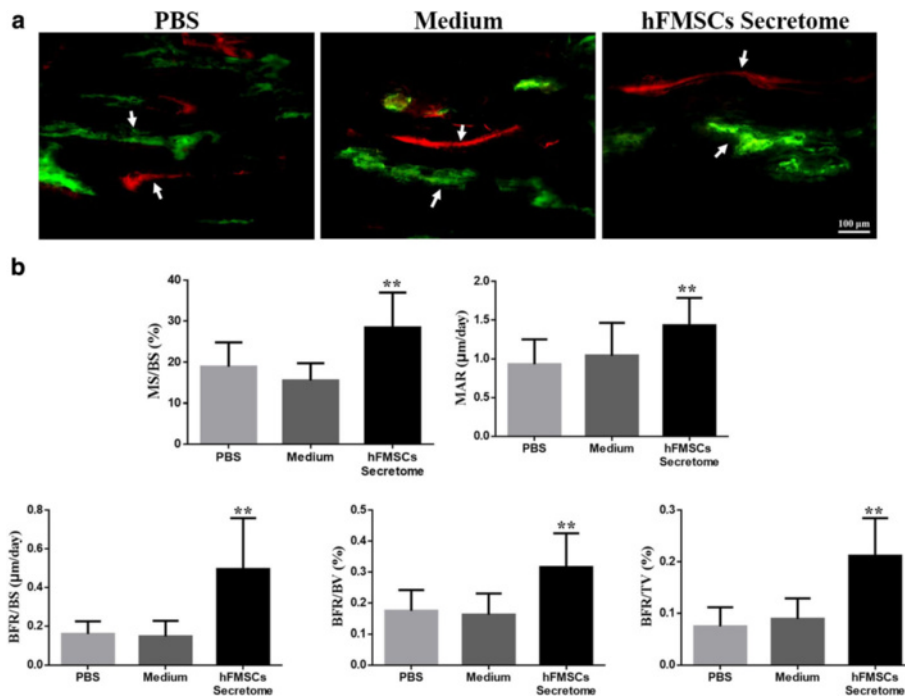 a
PBS
Medium
hFMSCs Secretome
100 µm
b
MS/BS (%)
40
30
20
10
0
**
PBS
Medium
hFMSCs
Secretome
MAR (µm/day)
2.0
1.5
1.0
0.5
0.0
**
PBS
Medium
hFMSCs
Secretome
BFR/BS (µm/day)
0.8
0.6
0.4
0.2
0.0
**
PBS
Medium
hFMSCs
Secretome
BFR/BV (%)
0.5
0.4
0.3
0.2
0.1
0.0
**
PBS
Medium
hFMSCs
Secretome
BFR/TV (%)
0.3
0.2
0.1
0.0
**
PBS
Medium
hFMSCs
Secretome